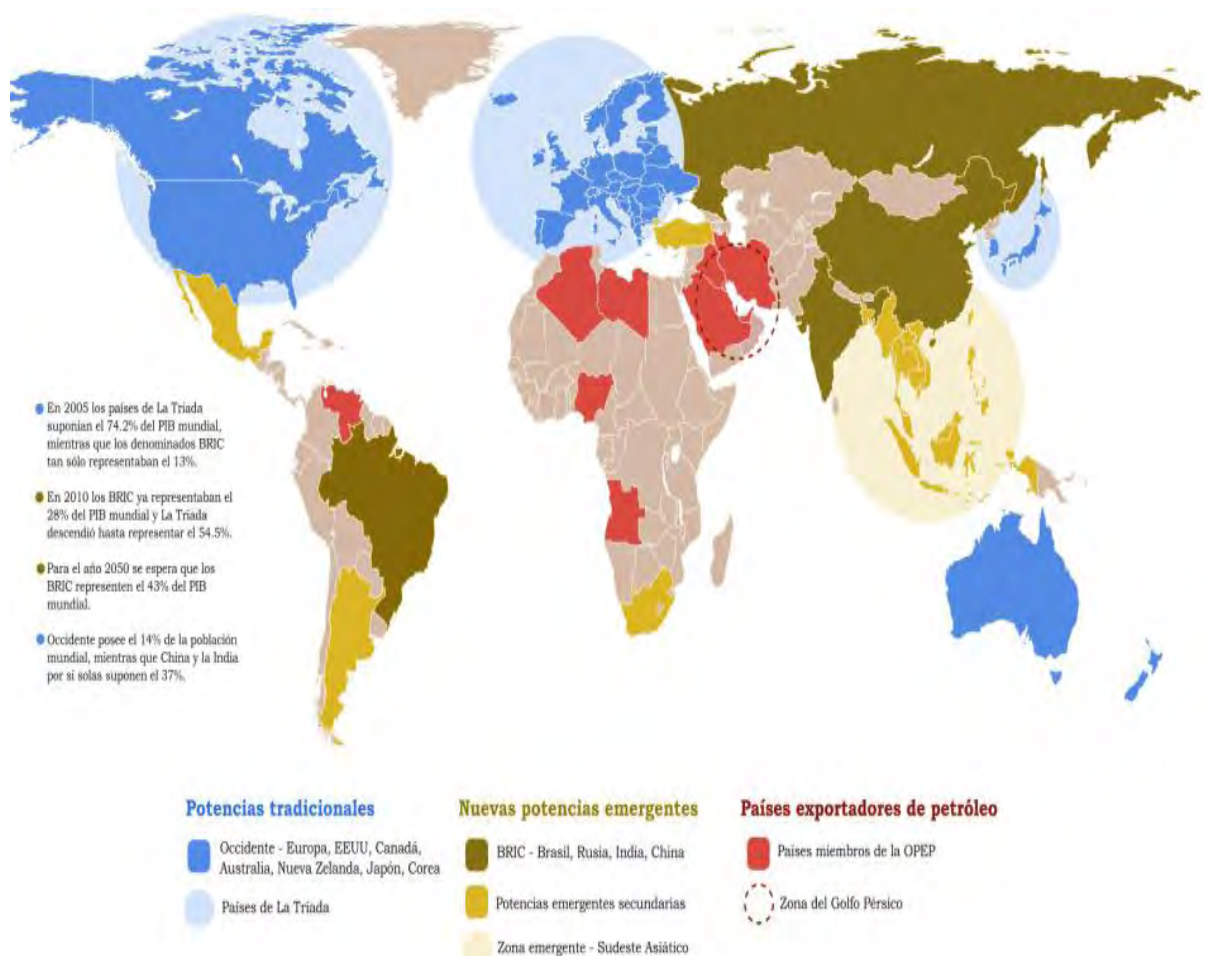 En 2005 los países de La Tríada
suponían el 74.2% del PIB mundial,
mientras que los denominados BRIC
tan sólo representaban el 13%.
En 2010 los BRIC ya representaban el
28% del PIB mundial y La Tríada
descendió hasta representar el 54.5%.
Para el año 2050 se espera que los
BRIC representen el 43% del PIB
mundial.
Occidente posee el 14% de la población
mundial, mientras que China y la India
por si solas suponen el 37%.
Potencias tradicionales
Occidente - Europa, EEUU, Canadá,
Australia, Nueva Zelanda, Japón, Corea
Países de La Tríada
Nuevas potencias emergentes
BRIC - Brasil, Rusia, India, China
Potencias emergentes secundarias
Zona emergente - Sudeste Asiático
Países exportadores de petróleo
Países miembros de la OPEP
Zona del Golfo Pérsico